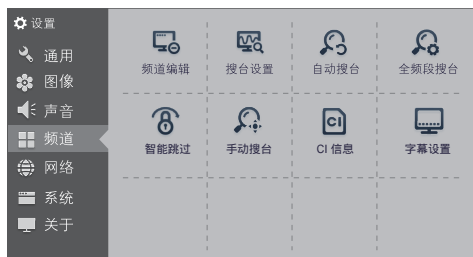 设置
通用
图像
声音
频道
网络
系统
关于
频道编辑
搜台设置
自动搜台
全频段搜台
智能跳过
手动搜台
CI
CI 信息
字幕设置